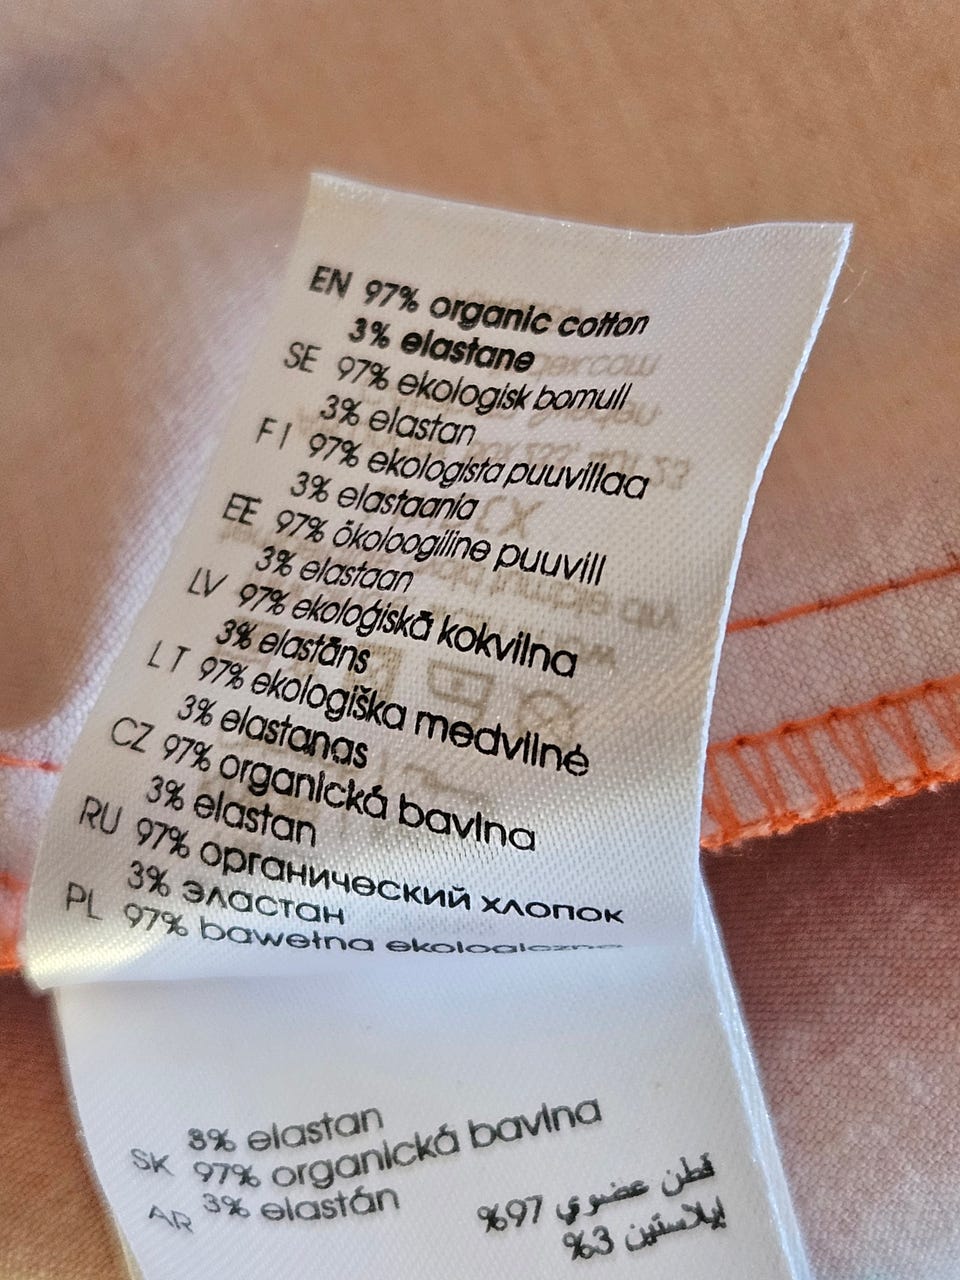 EN 97% organic cotton
3% elastane
SE 97% ekologisk bomull
3% elastan
FI 97% ekologista puuvillaa
3% elastaania
EE 97% ökoloogiline puuvill
3% elastaan
LV 97% ekoloģiskā kokvilna
3% elastāns
LT 97% ekologiška medvilnė
3% elastanas
CZ 97% organická bavlna
3% elastan
RU 97% органический хлопок
3% эластан
PL 97% bawełna ekologiczna
3% elastan
SK 97% organická bavlna
3% elastán
AR قطن عضوي 97%
إيلاستين 3%